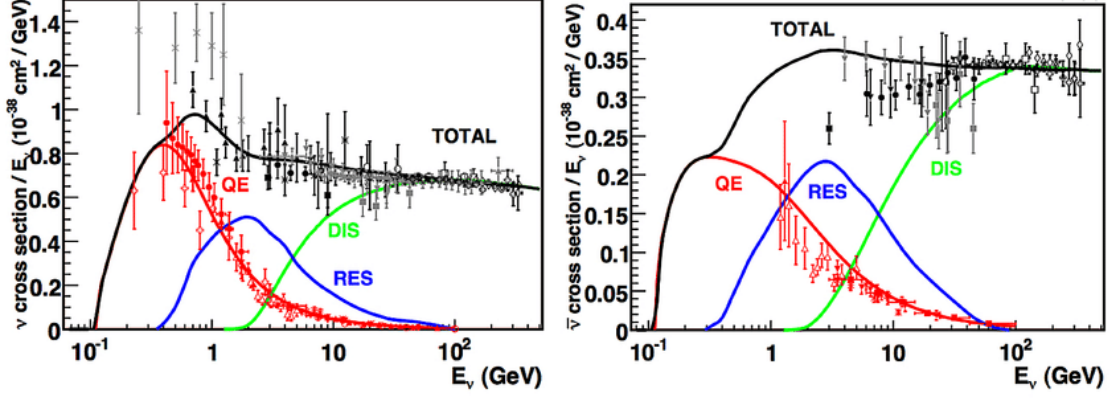 ν cross section / Eν (10⁻³⁸ cm² / GeV)
1.4
1.2
1
0.8
0.6
0.4
0.2
0
TOTAL
QE
DIS
RES
10⁻¹
1
10
10²
Eν (GeV)
ν̅ cross section / Eν (10⁻³⁸ cm² / GeV)
0.4
0.35
0.3
0.25
0.2
0.15
0.1
0.05
0
TOTAL
QE
RES
DIS
10⁻¹
1
10
10²
Eν (GeV)